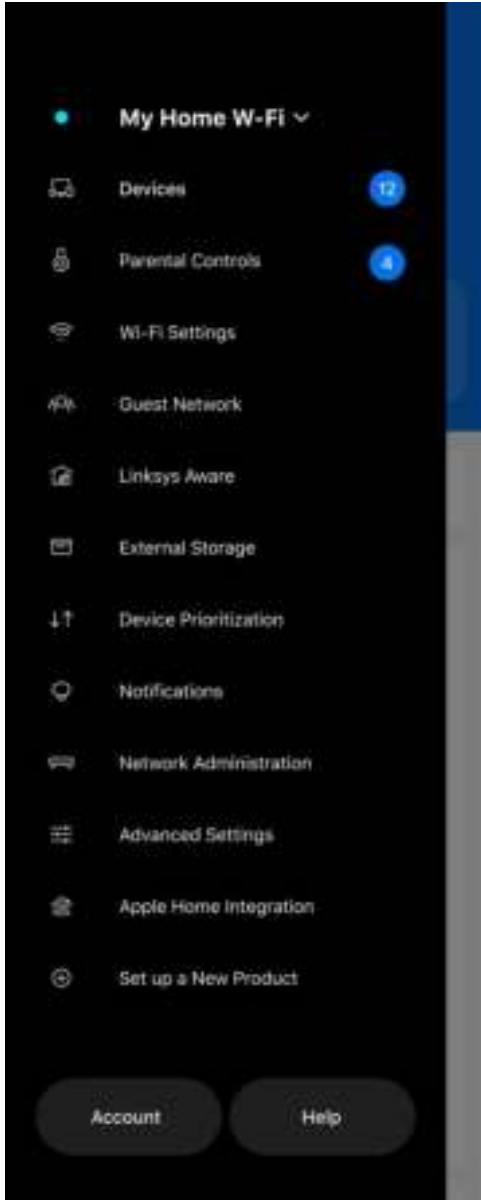 My Home W-Fi
Devices 12
Parental Controls 4
Wi-Fi Settings
Guest Network
Linksys Aware
External Storage
Device Prioritization
Notifications
Network Administration
Advanced Settings
Apple Home Integration
Set up a New Product
Account Help